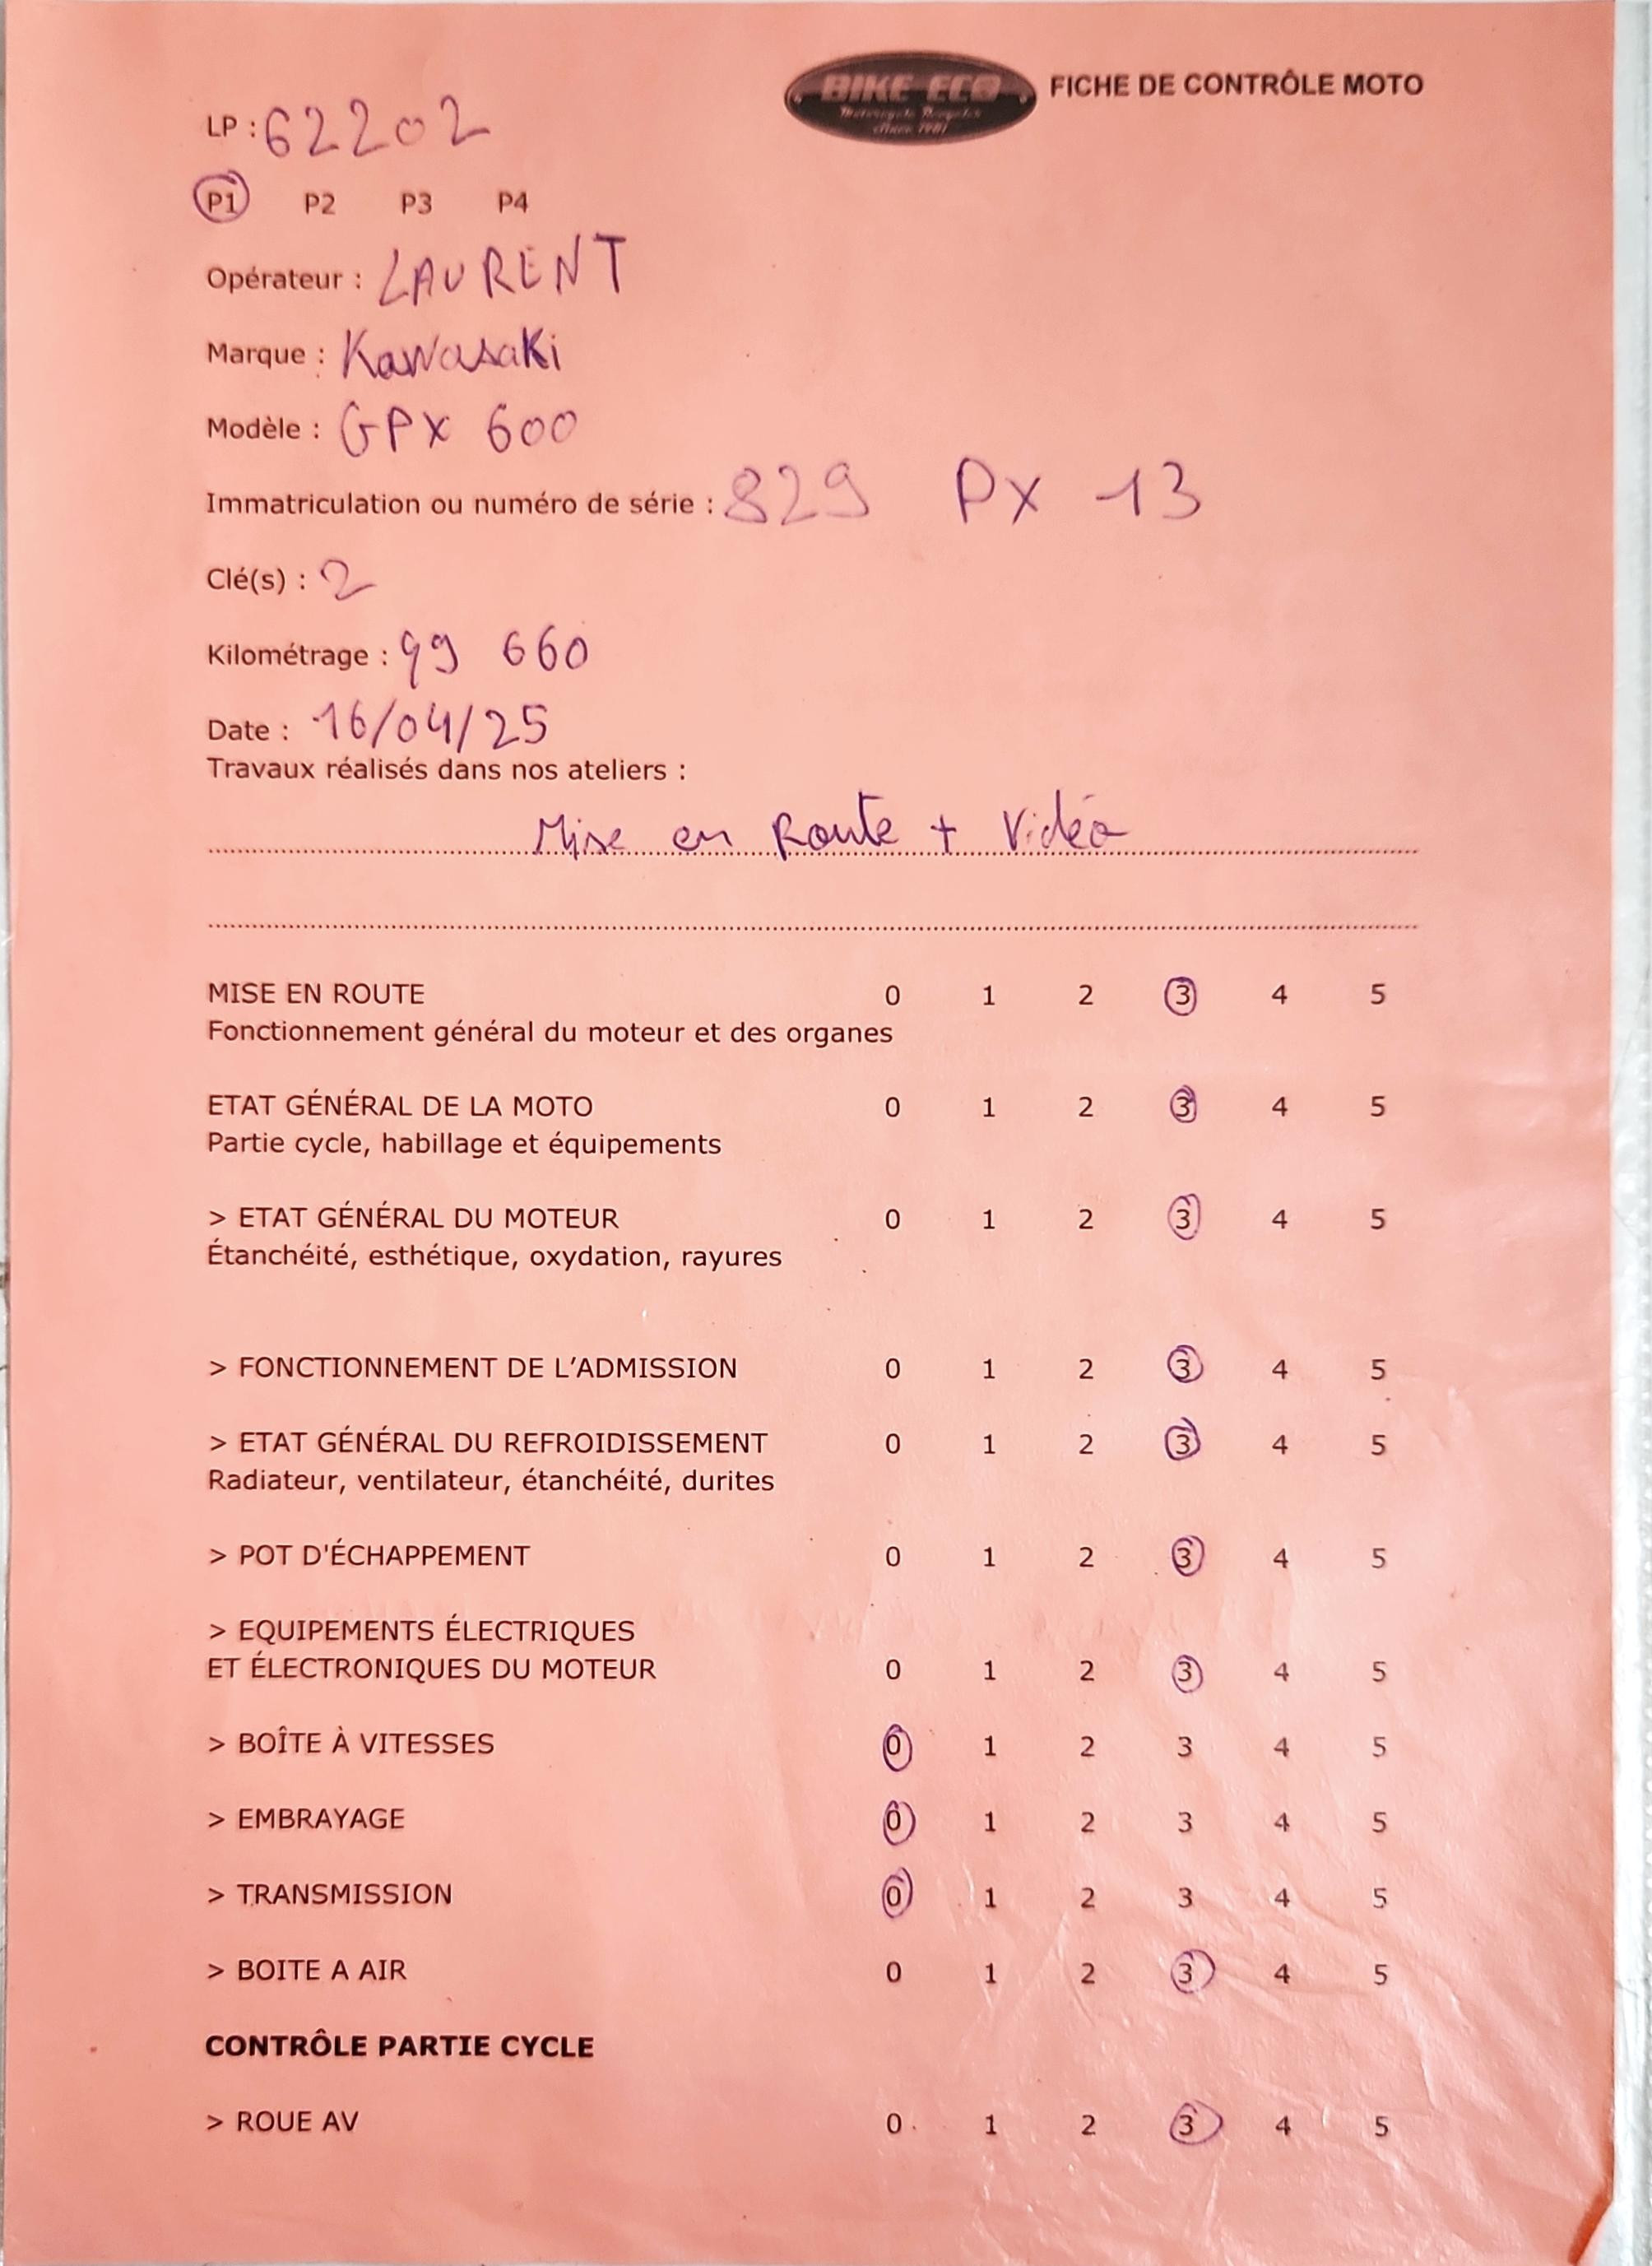 BIKE-ECO
Motorcycle Recycler
Since 1981
FICHE DE CONTRÔLE MOTO
LP : 62202
P1 P2 P3 P4
Opérateur : LAURENT
Marque : Kawasaki
Modèle : GPX 600
Immatriculation ou numéro de série : 829 PX 13
Clé(s) : 2
Kilométrage : 99 660
Date : 16/04/25
Travaux réalisés dans nos ateliers :
Mise en Route + Vidéo
MISE EN ROUTE 0 1 2 3 4 5
Fonctionnement général du moteur et des organes
ETAT GÉNÉRAL DE LA MOTO 0 1 2 3 4 5
Partie cycle, habillage et équipements
> ETAT GÉNÉRAL DU MOTEUR 0 1 2 3 4 5
Étanchéité, esthétique, oxydation, rayures
> FONCTIONNEMENT DE L'ADMISSION 0 1 2 3 4 5
> ETAT GÉNÉRAL DU REFROIDISSEMENT 0 1 2 3 4 5
Radiateur, ventilateur, étanchéité, durites
> POT D'ÉCHAPPEMENT 0 1 2 3 4 5
> EQUIPEMENTS ÉLECTRIQUES
ET ÉLECTRONIQUES DU MOTEUR 0 1 2 3 4 5
> BOÎTE À VITESSES 0 1 2 3 4 5
> EMBRAYAGE 0 1 2 3 4 5
> TRANSMISSION 0 1 2 3 4 5
> BOITE A AIR 0 1 2 3 4 5
CONTRÔLE PARTIE CYCLE
> ROUE AV 0 1 2 3 4 5